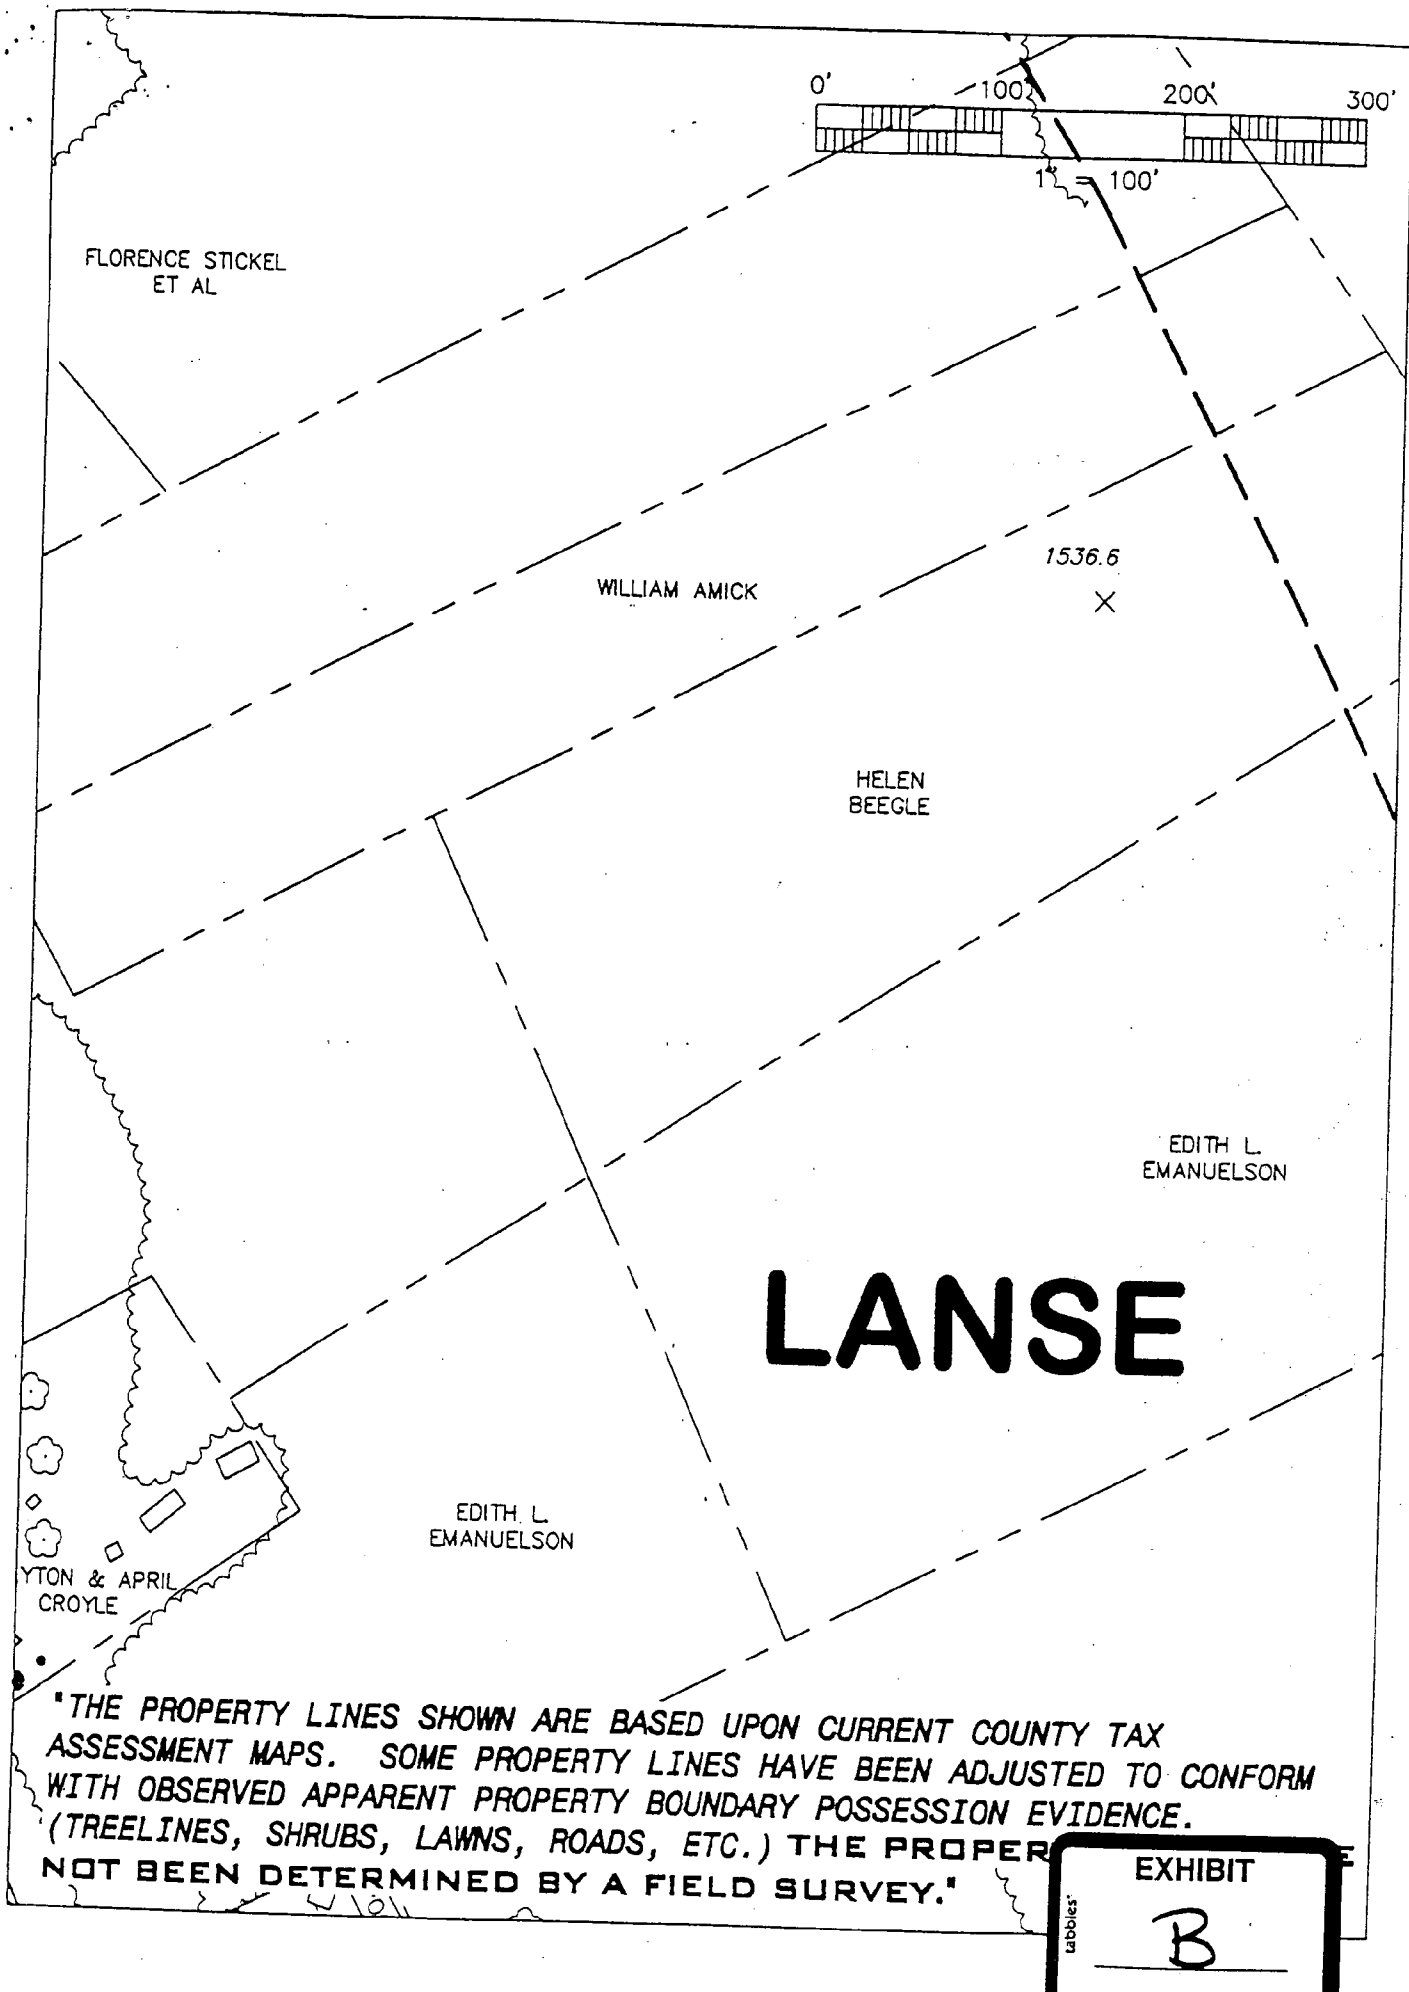 0' 100' 200' 300'
1" = 100'
FLORENCE STICKEL
ET AL
1536.6
WILLIAM AMICK
HELEN
BEEGLE
EDITH L.
EMANUELSON
LANSE
EDITH L.
EMANUELSON
YTON & APRIL
CROYLE
"THE PROPERTY LINES SHOWN ARE BASED UPON CURRENT COUNTY TAX
ASSESSMENT MAPS. SOME PROPERTY LINES HAVE BEEN ADJUSTED TO CONFORM
WITH OBSERVED APPARENT PROPERTY BOUNDARY POSSESSION EVIDENCE.
(TREELINES, SHRUBS, LAWNS, ROADS, ETC.) THE PROPER E
NOT BEEN DETERMINED BY A FIELD SURVEY."
EXHIBIT
tabbies'
B